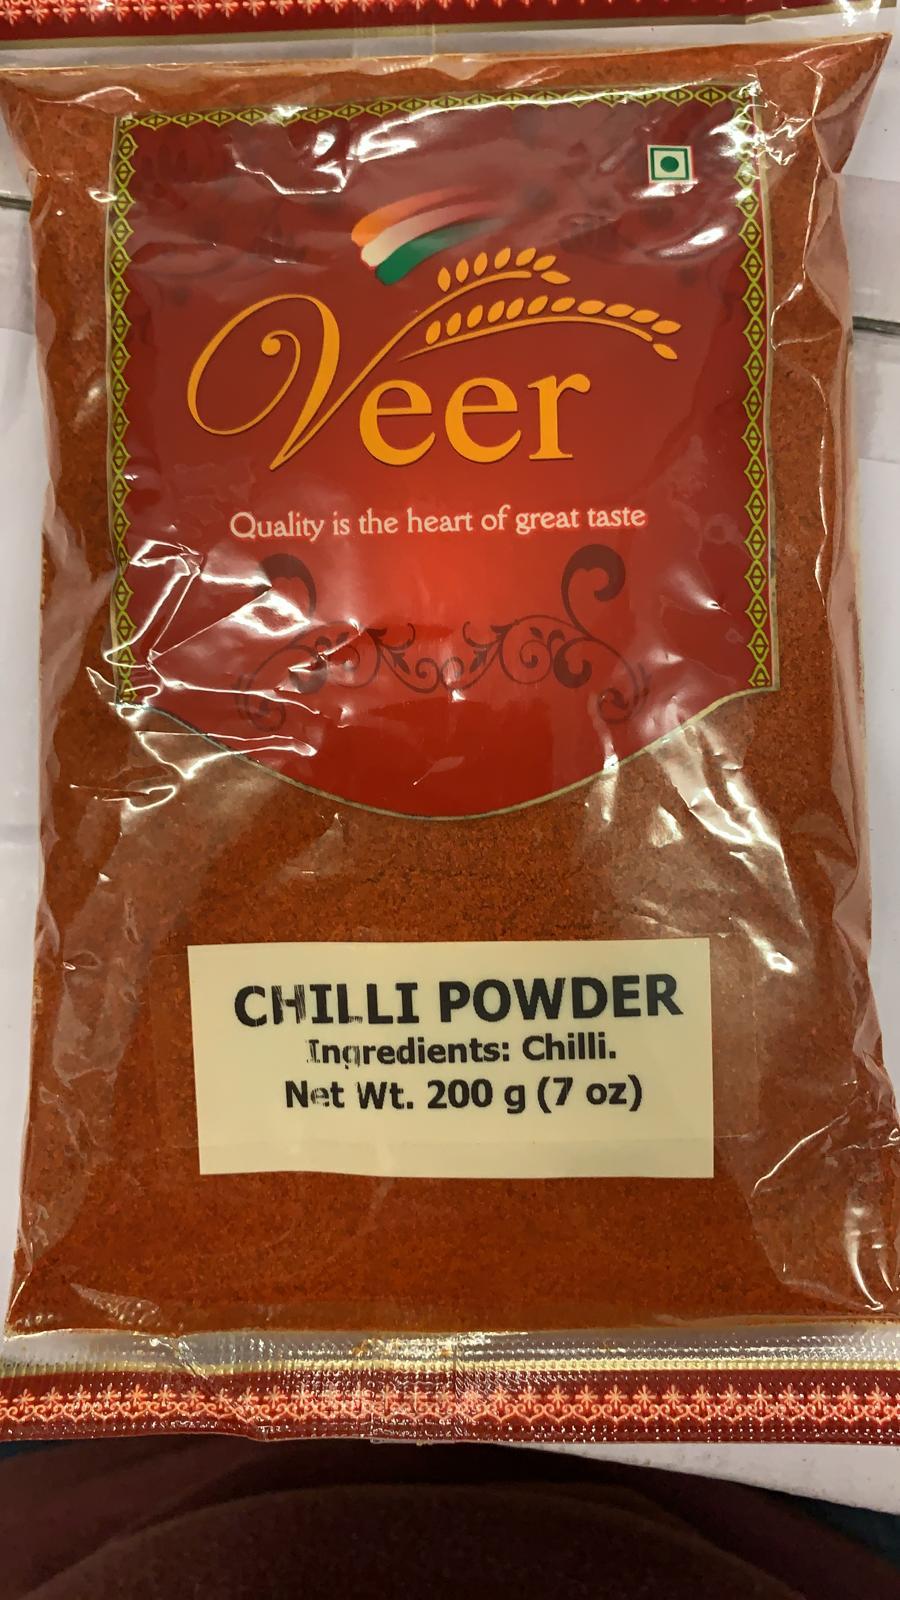 Veer
Quality is the heart of great taste
CHILLI POWDER
Ingredients: Chilli.
Net Wt. 200 g (7 oz)